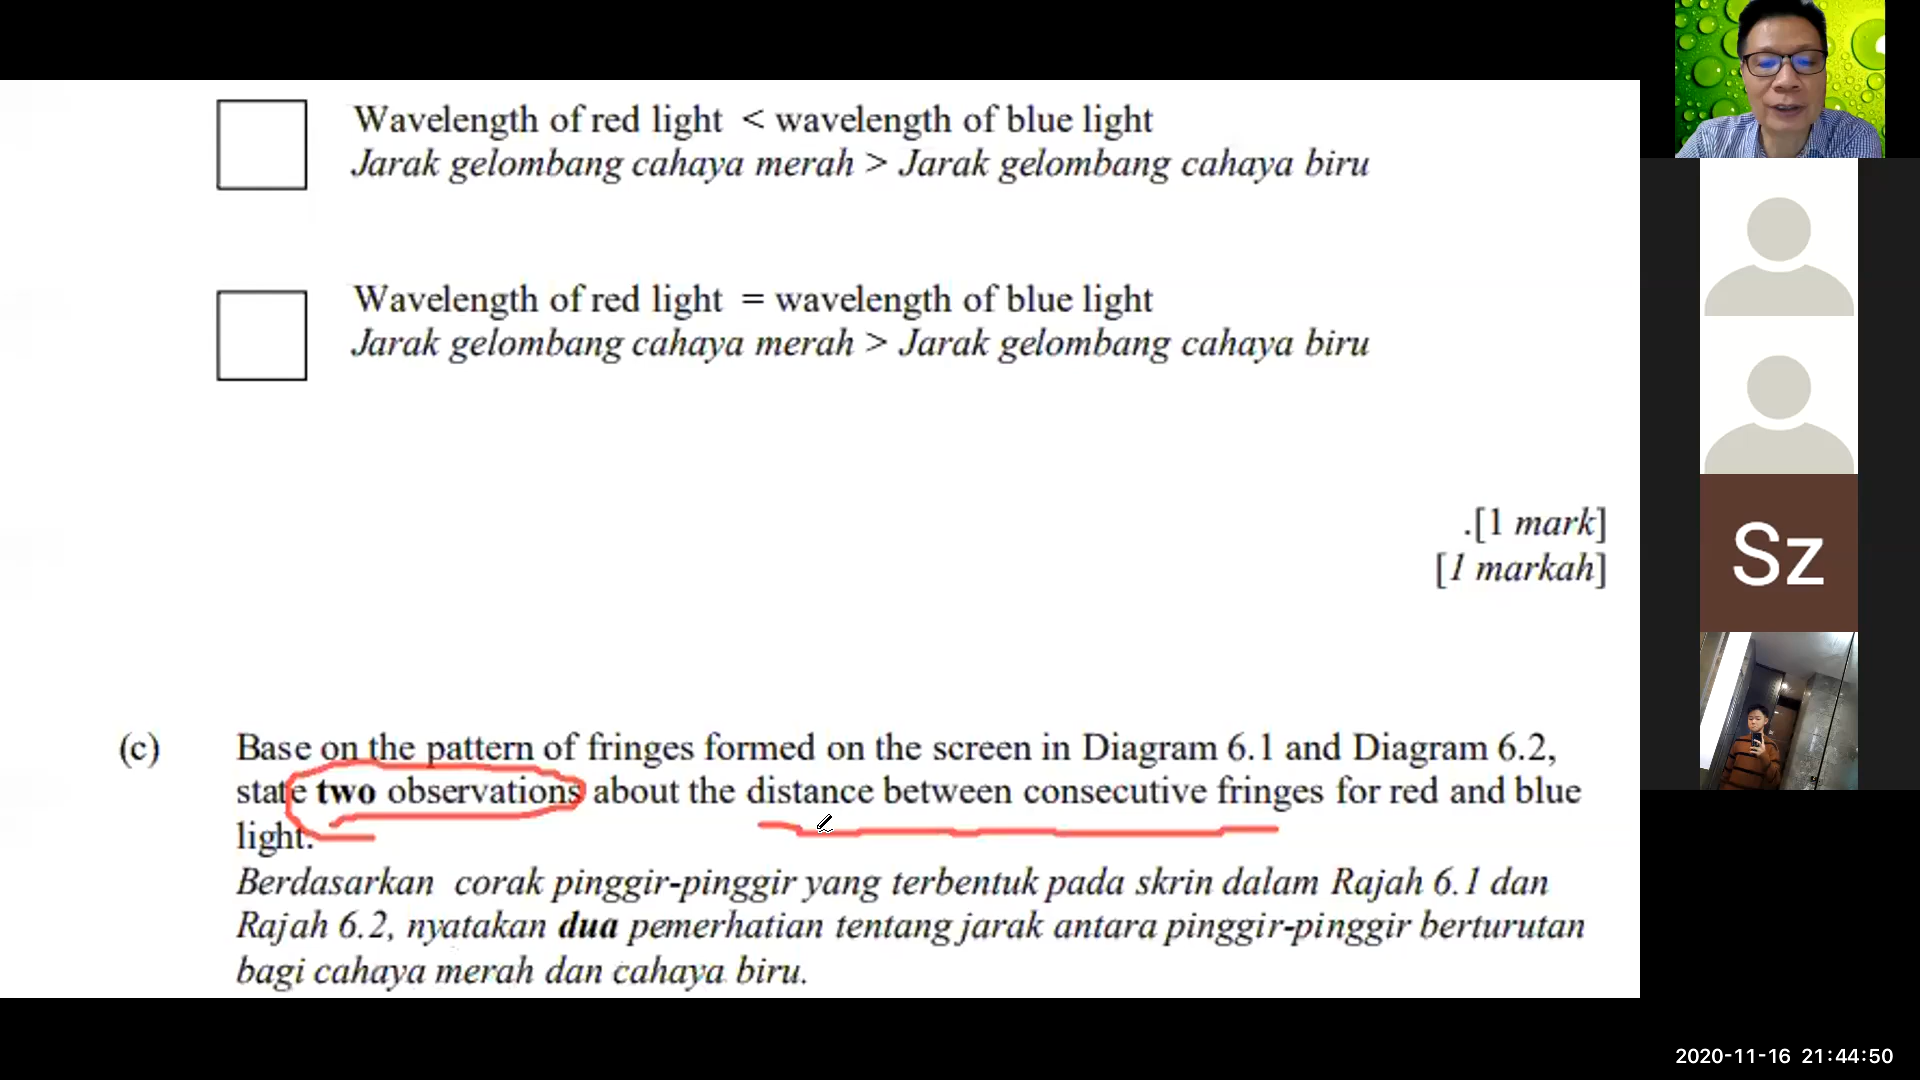 Wavelength of red light < wavelength of blue light
Jarak gelombang cahaya merah > Jarak gelombang cahaya biru
Wavelength of red light = wavelength of blue light
Jarak gelombang cahaya merah > Jarak gelombang cahaya biru
.[1 mark]
[1 markah]
(c) Base on the pattern of fringes formed on the screen in Diagram 6.1 and Diagram 6.2,
state two observations about the distance between consecutive fringes for red and blue
light.
Berdasarkan corak pinggir-pinggir yang terbentuk pada skrin dalam Rajah 6.1 dan
Rajah 6.2, nyatakan dua pemerhatian tentang jarak antara pinggir-pinggir berturutan
bagi cahaya merah dan cahaya biru.
Sz
2020-11-16 21:44:50